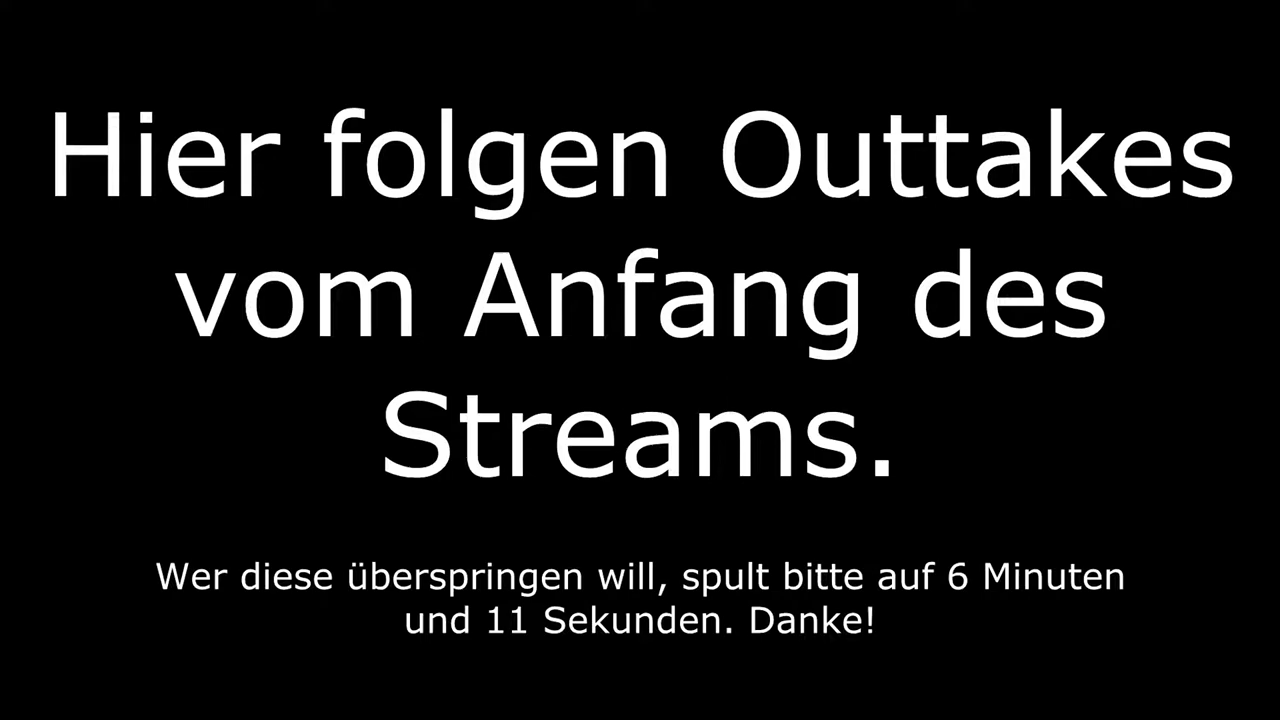 Hier folgen Outtakes
vom Anfang des
Streams.
Wer diese überspringen will, spult bitte auf 6 Minuten
und 11 Sekunden. Danke!